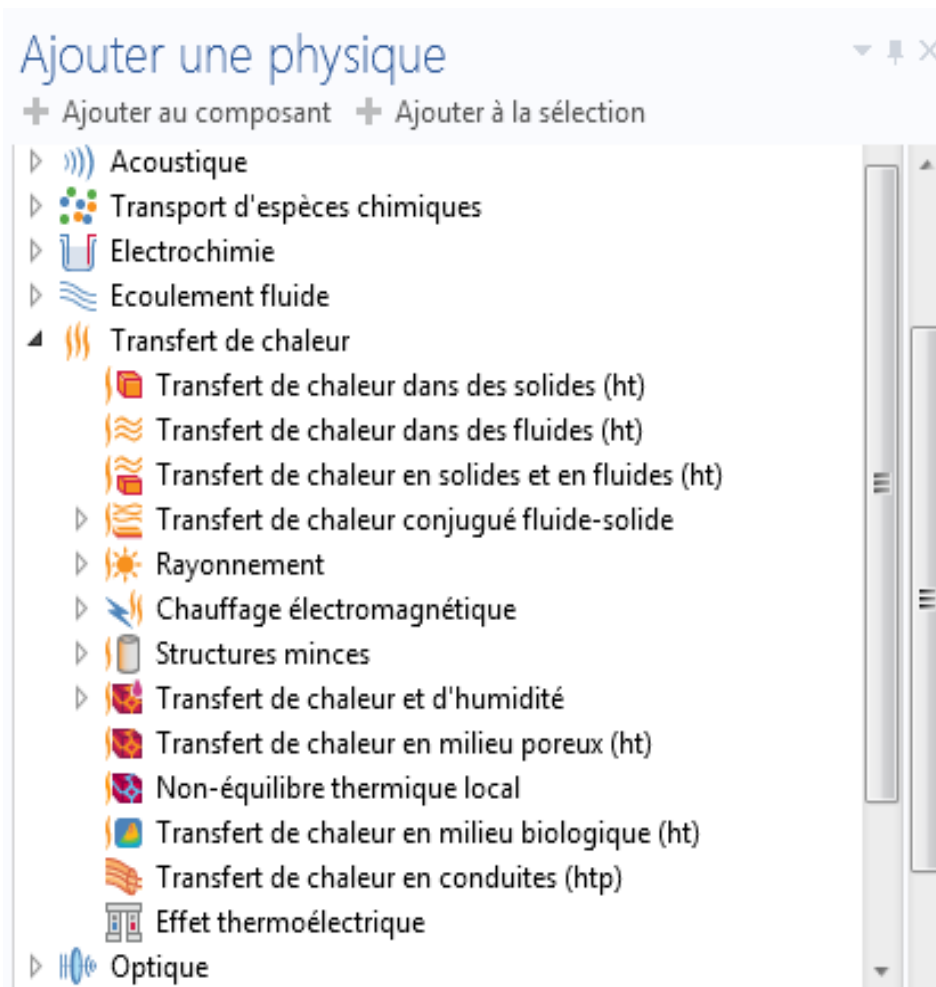 Ajouter une physique
Ajouter au composant Ajouter à la sélection
Acoustique
Transport d'espèces chimiques
Electrochimie
Ecoulement fluide
Transfert de chaleur
Transfert de chaleur dans des solides (ht)
Transfert de chaleur dans des fluides (ht)
Transfert de chaleur en solides et en fluides (ht)
Transfert de chaleur conjugué fluide-solide
Rayonnement
Chauffage électromagnétique
Structures minces
Transfert de chaleur et d'humidité
Transfert de chaleur en milieu poreux (ht)
Non-équilibre thermique local
Transfert de chaleur en milieu biologique (ht)
Transfert de chaleur en conduites (htp)
Effet thermoélectrique
Optique